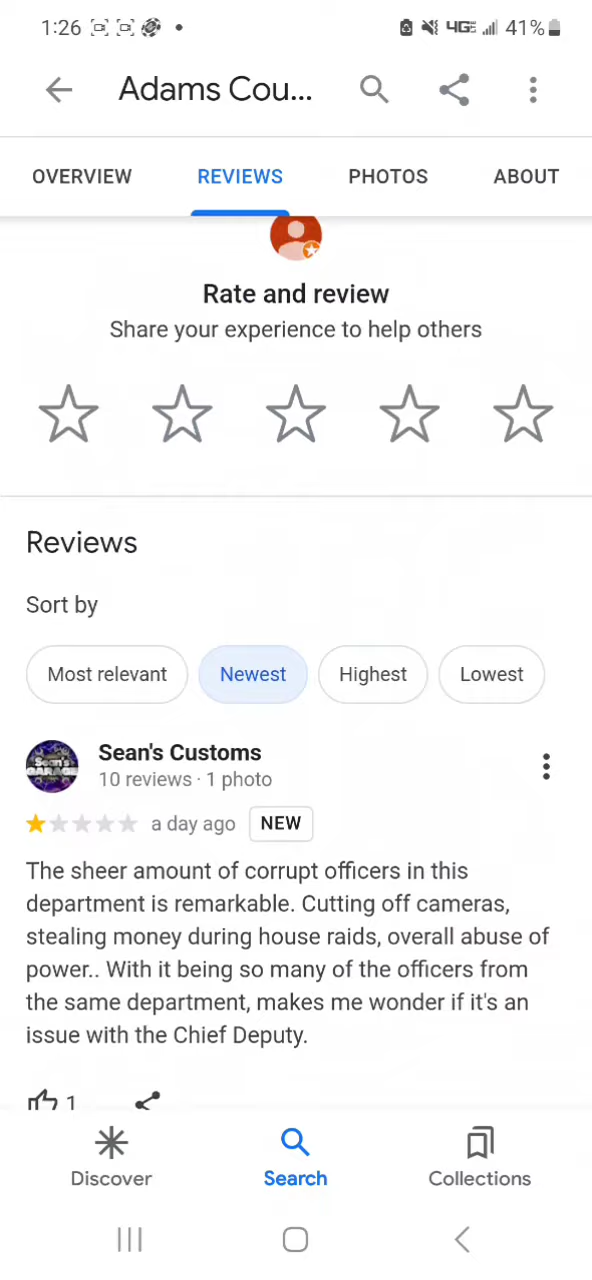 1:26 4GE 41%
Adams Cou...
OVERVIEW REVIEWS PHOTOS ABOUT
Rate and review
Share your experience to help others
Reviews
Sort by
Most relevant Newest Highest Lowest
Sean's Customs
10 reviews · 1 photo
a day ago NEW
The sheer amount of corrupt officers in this
department is remarkable. Cutting off cameras,
stealing money during house raids, overall abuse of
power.. With it being so many of the officers from
the same department, makes me wonder if it's an
issue with the Chief Deputy.
1
Discover Search Collections